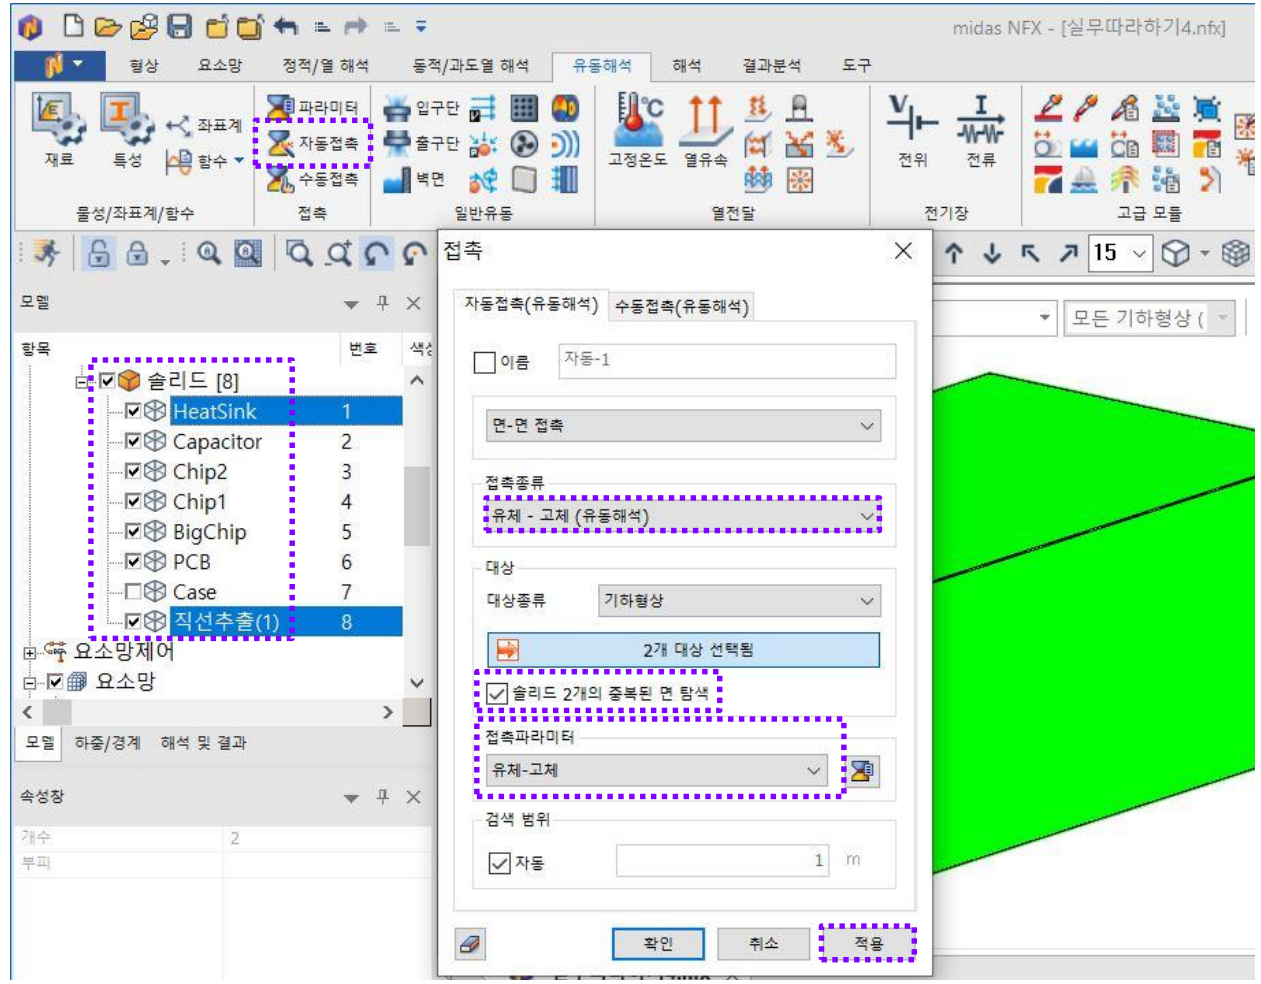 midas NFX - [실무따라하기4.nfx]
형상 요소망 정적/열 해석 동적/과도열 해석 유동해석 해석 결과분석 도구
재료 특성 좌표계 함수
물성/좌표계/함수
파라미터
자동접촉
수동접촉
접촉
입구단
출구단
벽면
일반유동
고정온도 열유속
열전달
전위 전류
전기장
고급 모듈
15
모델
항목 번호
솔리드 [8]
HeatSink 1
Capacitor 2
Chip2 3
Chip1 4
BigChip 5
PCB 6
Case 7
직선추출(1) 8
요소망제어
요소망
모델 하중/경계 해석 및 결과
속성창
개수 2
부피
접촉
자동접촉(유동해석) 수동접촉(유동해석)
이름 자동-1
면-면 접촉
접촉종류
유체 - 고체 (유동해석)
대상
대상종류 기하형상
2개 대상 선택됨
솔리드 2개의 중복된 면 탐색
접촉파라미터
유체-고체
검색 범위
자동 1 m
확인 취소 적용
모든 기하형상 (